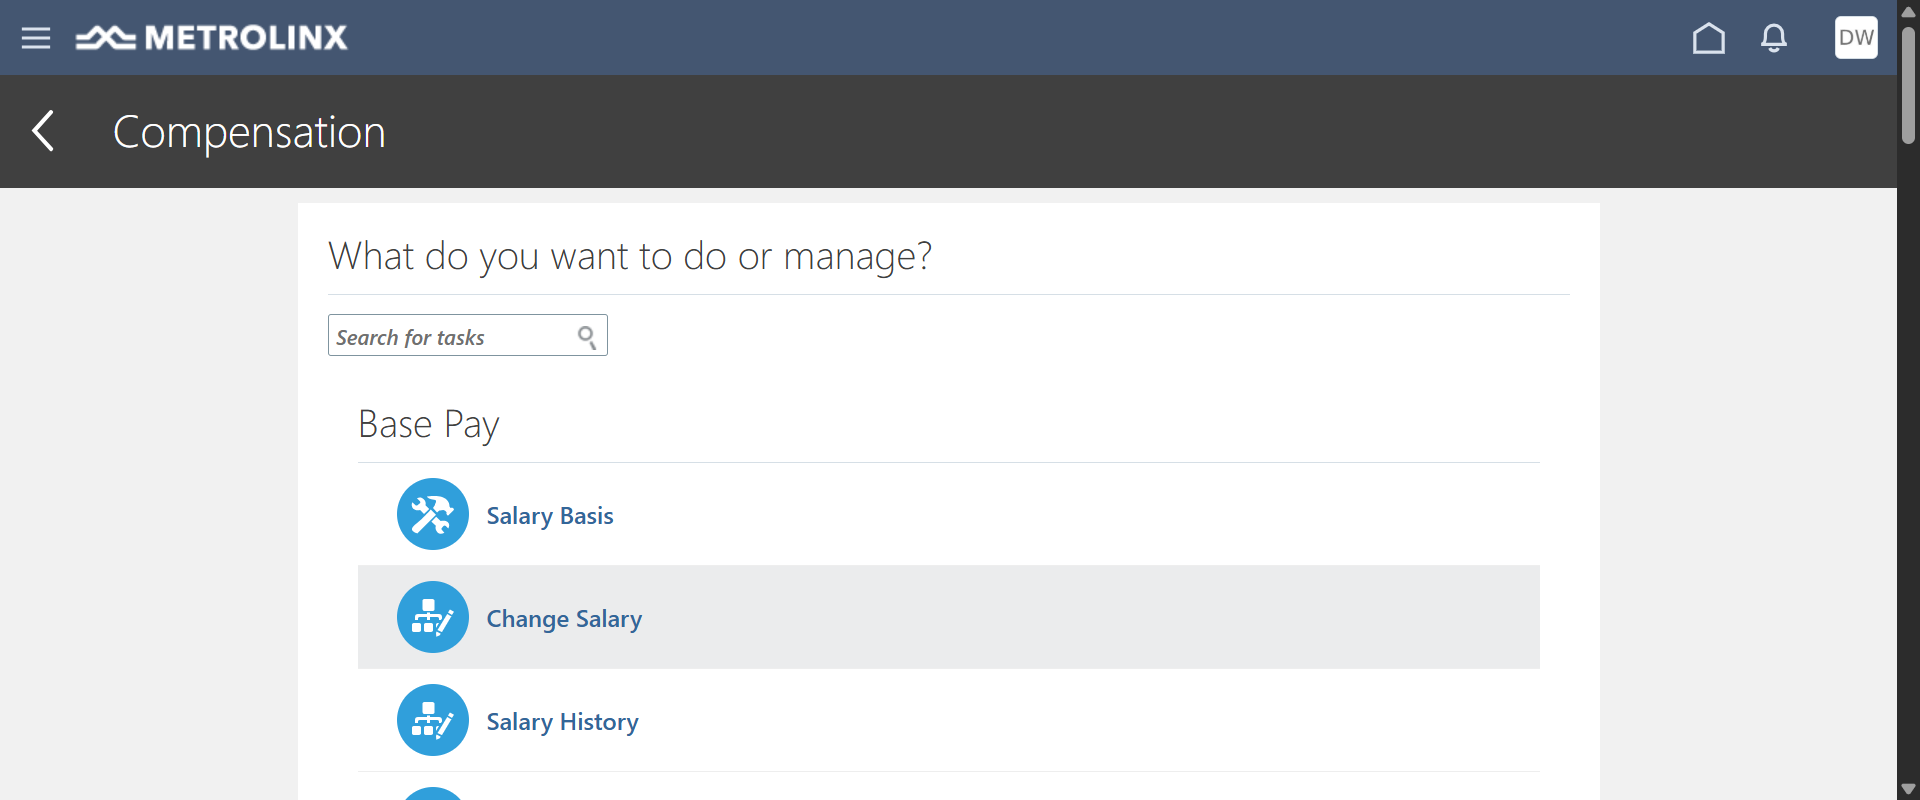 METROLINX
DW
Compensation
What do you want to do or manage?
Search for tasks
Base Pay
Salary Basis
Change Salary
Salary History